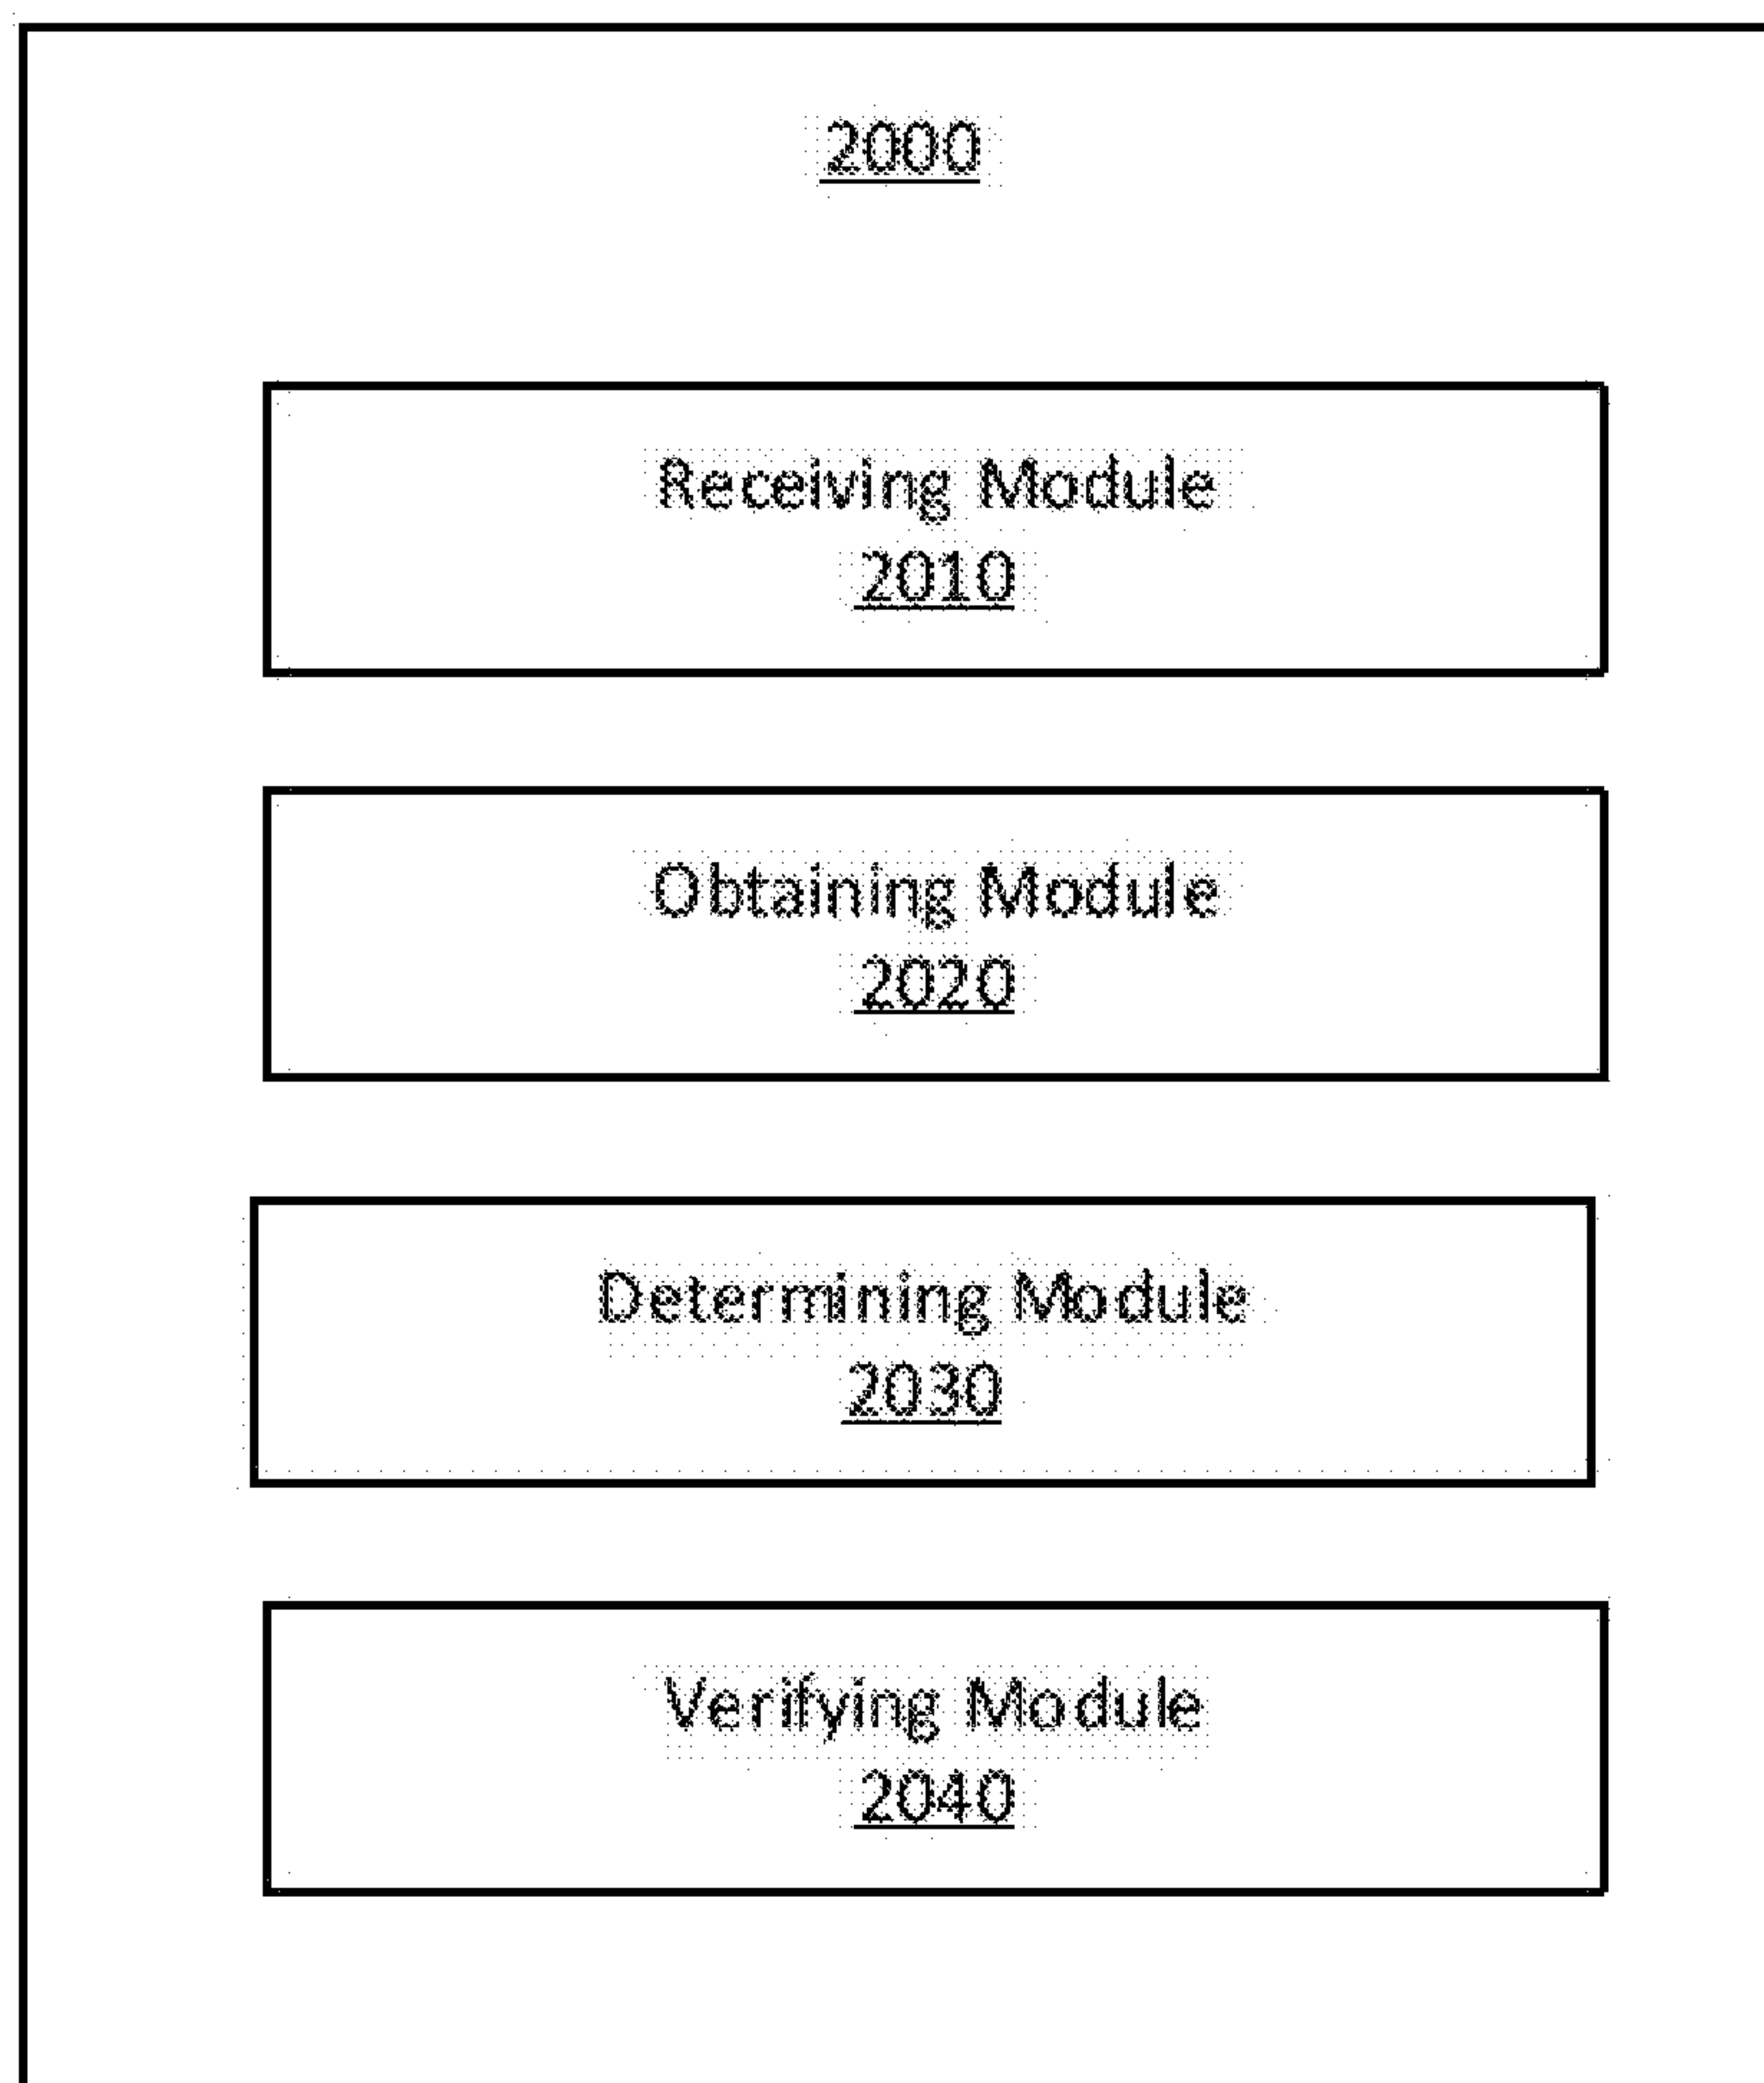 2000
Receiving Module
2010
Obtaining Module
2020
Determining Module
2030
Verifying Module
2040